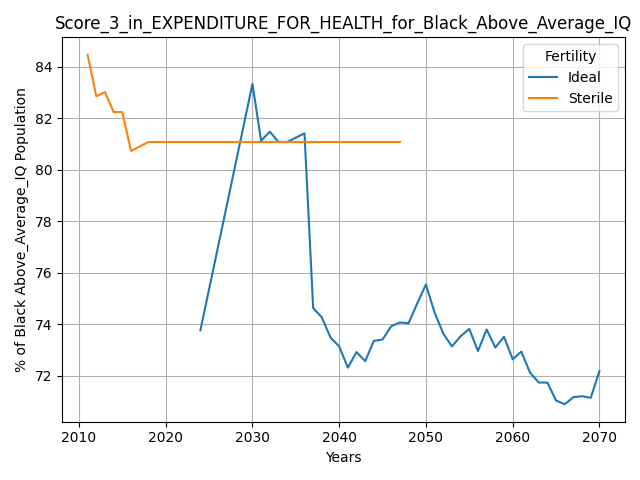 Score_3_in_EXPENDITURE_FOR_HEALTH_for_Black_Above_Average_IQ
Fertility
Ideal
Sterile
% of Black Above_Average_IQ Population
84
82
80
78
76
74
72
2010
2020
2030
2040
2050
2060
2070
Years